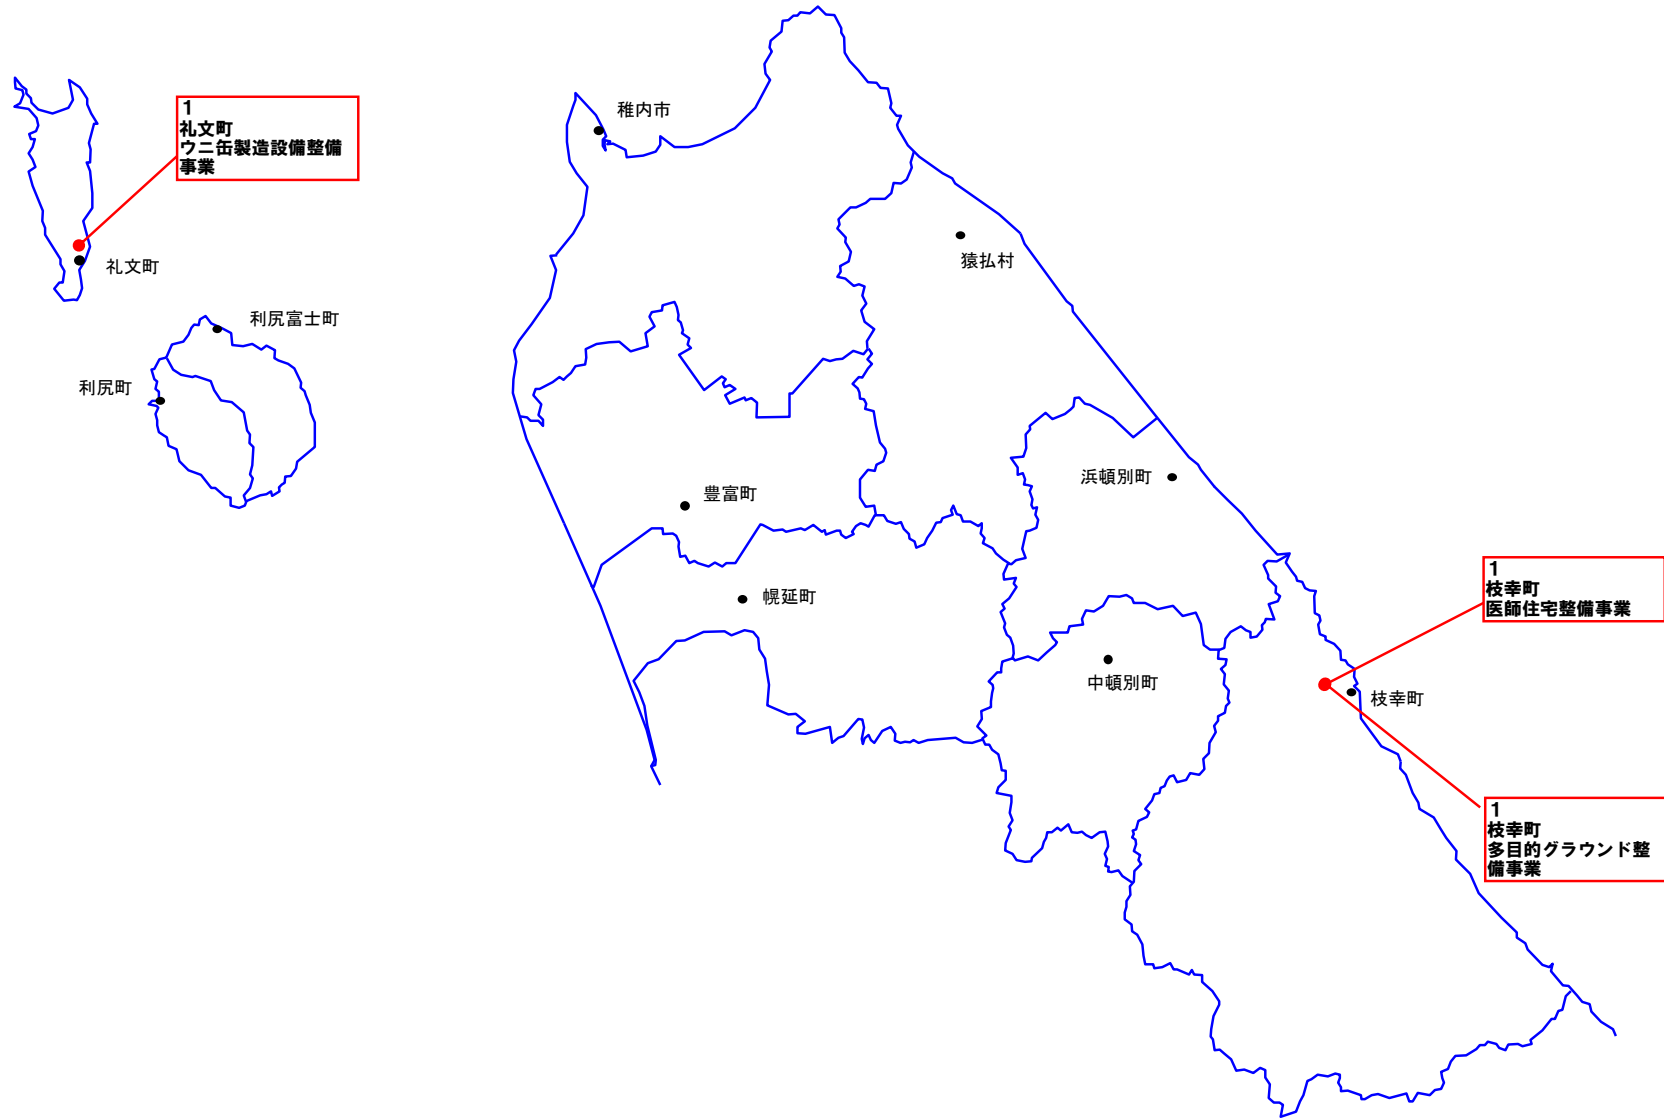 稚内市
1
礼文町
ウニ缶製造設備整備
事業
猿払村
礼文町
利尻富士町
利尻町
浜頓別町
豊富町
1
枝幸町
医師住宅整備事業
幌延町
中頓別町
枝幸町
1
枝幸町
多目的グラウンド整
備事業